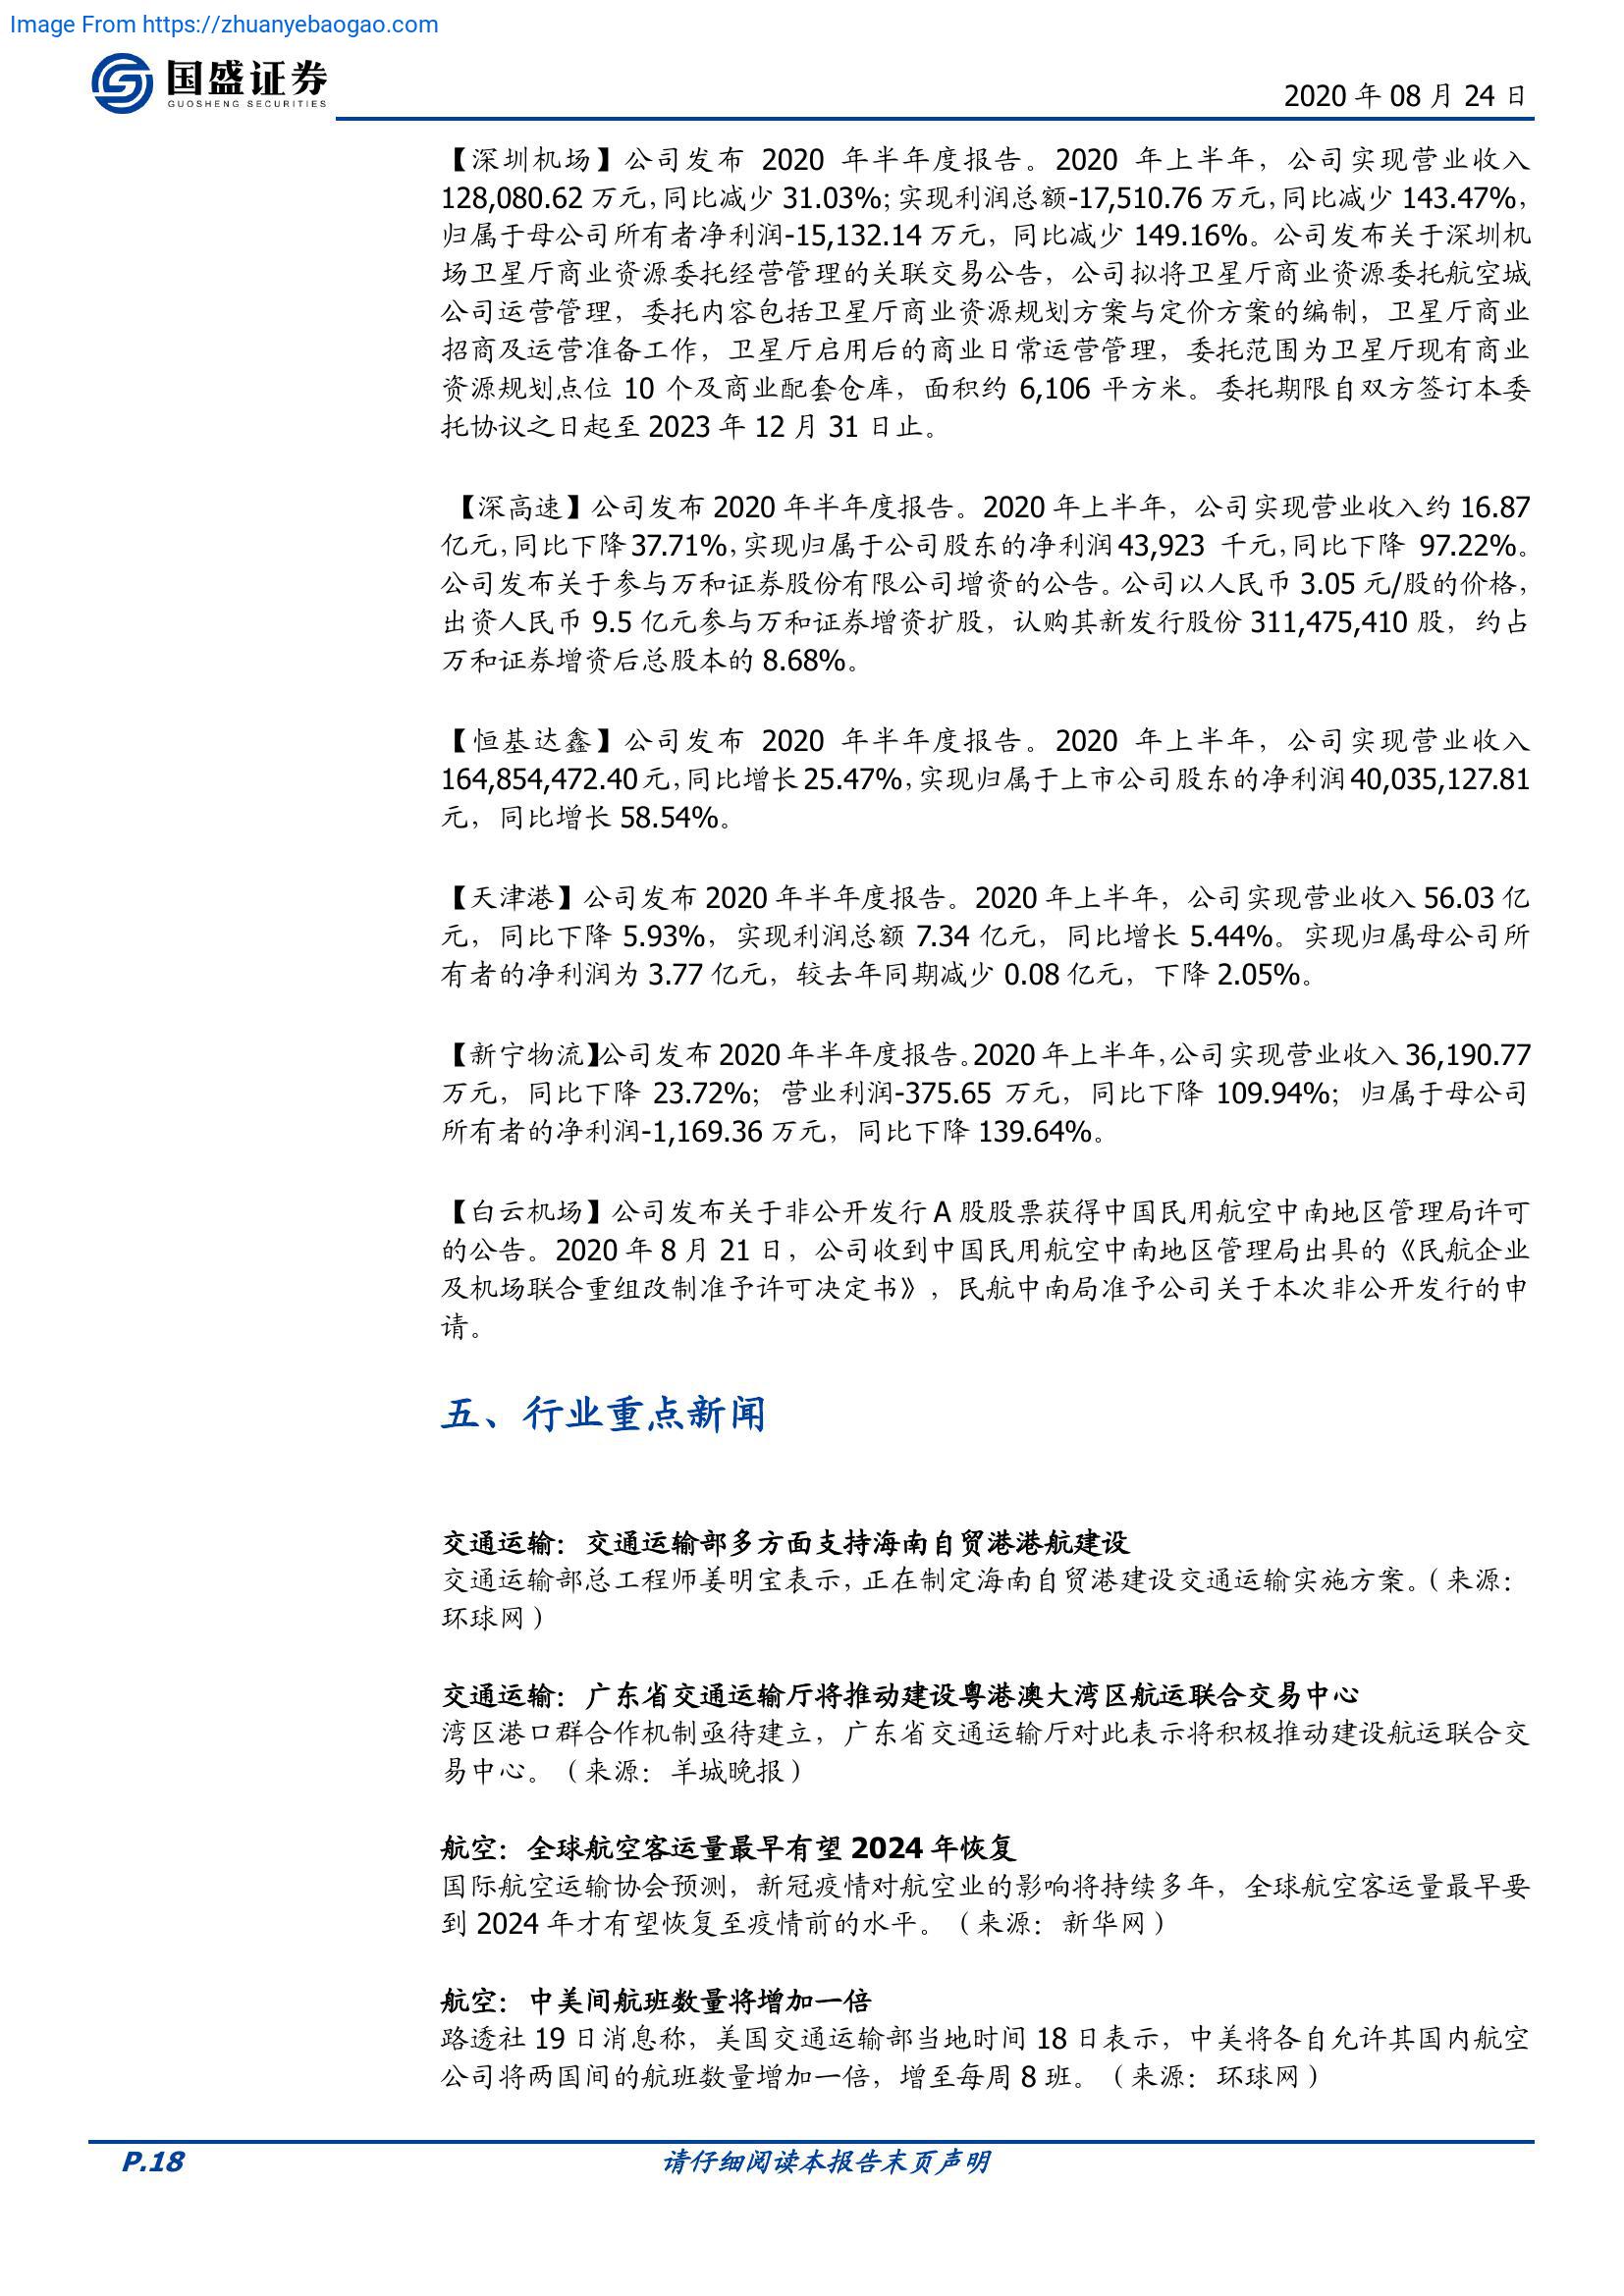 Image From https://zhuanyebaogao.com
国盛证券
GUOSHENG SECURITIES
2020 年 08 月 24 日
【深圳机场】公司发布 2020 年半年度报告。2020 年上半年，公司实现营业收入
128,080.62 万元，同比减少 31.03%；实现利润总额-17,510.76 万元，同比减少 143.47%，
归属于母公司所有者净利润-15,132.14 万元，同比减少 149.16%。公司发布关于深圳机
场卫星厅商业资源委托经营管理的关联交易公告，公司拟将卫星厅商业资源委托航空城
公司运营管理，委托内容包括卫星厅商业资源规划方案与定价方案的编制，卫星厅商业
招商及运营准备工作，卫星厅启用后的商业日常运营管理，委托范围为卫星厅现有商业
资源规划点位 10 个及商业配套仓库，面积约 6,106 平方米。委托期限自双方签订本委
托协议之日起至 2023 年 12 月 31 日止。
【深高速】公司发布 2020 年半年度报告。2020 年上半年，公司实现营业收入约 16.87
亿元，同比下降 37.71%，实现归属于公司股东的净利润 43,923 千元，同比下降 97.22%。
公司发布关于参与万和证券股份有限公司增资的公告。公司以人民币 3.05 元/股的价格，
出资人民币 9.5 亿元参与万和证券增资扩股，认购其新发行股份 311,475,410 股，约占
万和证券增资后总股本的 8.68%。
【恒基达鑫】公司发布 2020 年半年度报告。2020 年上半年，公司实现营业收入
164,854,472.40 元，同比增长 25.47%，实现归属于上市公司股东的净利润 40,035,127.81
元，同比增长 58.54%。
【天津港】公司发布 2020 年半年度报告。2020 年上半年，公司实现营业收入 56.03 亿
元，同比下降 5.93%，实现利润总额 7.34 亿元，同比增长 5.44%。实现归属母公司所
有者的净利润为 3.77 亿元，较去年同期减少 0.08 亿元，下降 2.05%。
【新宁物流】公司发布 2020 年半年度报告。2020 年上半年，公司实现营业收入 36,190.77
万元，同比下降 23.72%；营业利润-375.65 万元，同比下降 109.94%；归属于母公司
所有者的净利润-1,169.36 万元，同比下降 139.64%。
【白云机场】公司发布关于非公开发行 A 股股票获得中国民用航空中南地区管理局许可
的公告。2020 年 8 月 21 日，公司收到中国民用航空中南地区管理局出具的《民航企业
及机场联合重组改制准予许可决定书》，民航中南局准予公司关于本次非公开发行的申
请。
五、行业重点新闻
交通运输：交通运输部多方面支持海南自贸港港航建设
交通运输部总工程师姜明宝表示，正在制定海南自贸港建设交通运输实施方案。（来源：
环球网）
交通运输：广东省交通运输厅将推动建设粤港澳大湾区航运联合交易中心
湾区港口群合作机制亟待建立，广东省交通运输厅对此表示将积极推动建设航运联合交
易中心。（来源：羊城晚报）
航空：全球航空客运量最早有望 2024 年恢复
国际航空运输协会预测，新冠疫情对航空业的影响将持续多年，全球航空客运量最早要
到 2024 年才有望恢复至疫情前的水平。（来源：新华网）
航空：中美间航班数量将增加一倍
路透社 19 日消息称，美国交通运输部当地时间 18 日表示，中美将各自允许其国内航空
公司将两国间的航班数量增加一倍，增至每周 8 班。（来源：环球网）
P.18
请仔细阅读本报告末页声明